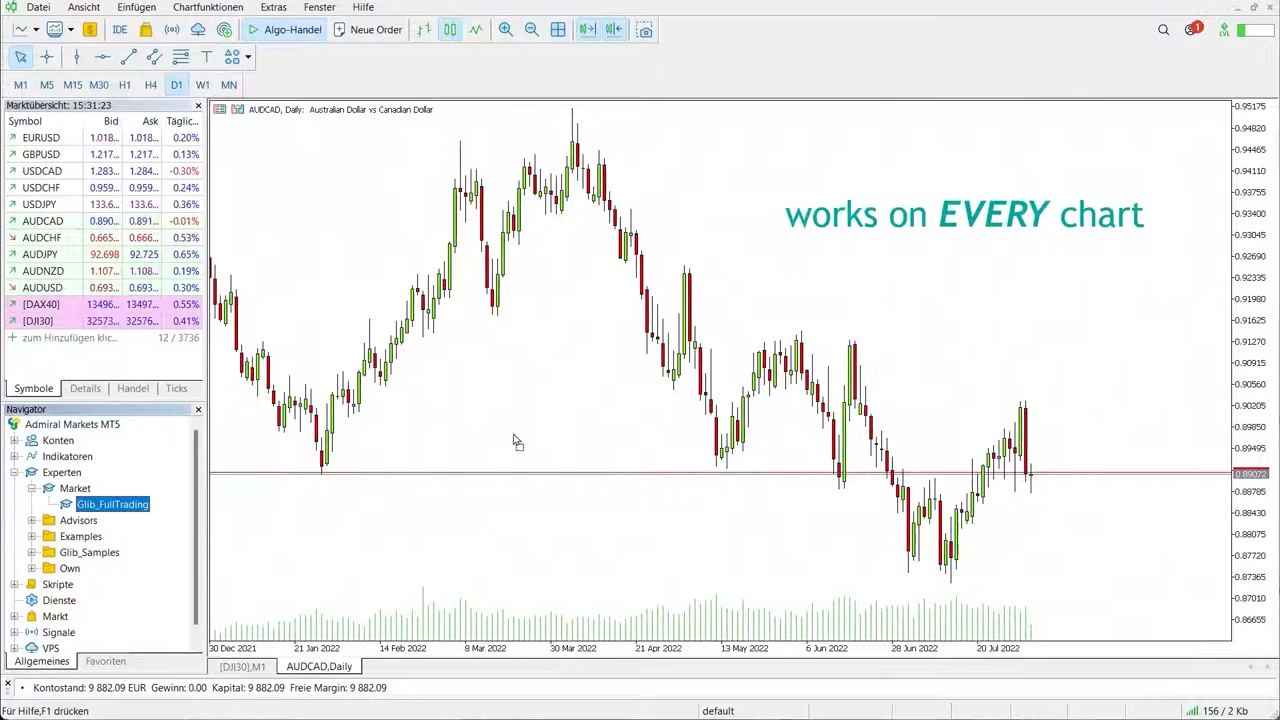 Datei Ansicht Einfügen Chartfunktionen Extras Fenster Hilfe
IDE Algo-Handel Neue Order 1
M1 M5 M15 M30 H1 H4 D1 W1 MN
Marktübersicht: 15:31:23
Symbol Bid Ask Täglic...
EURUSD 1.018... 1.018... 0.20%
GBPUSD 1.217... 1.217... 0.13%
USDCAD 1.283... 1.284... -0.30%
USDCHF 0.959... 0.959... 0.24%
USDJPY 133.6... 133.6... 0.36%
AUDCAD 0.890... 0.891... -0.01%
AUDCHF 0.665... 0.666... 0.53%
AUDJPY 92.698 92.725 0.65%
AUDNZD 1.107... 1.108... 0.19%
AUDUSD 0.693... 0.693... 0.30%
[DAX40] 13496... 13497... 0.55%
[DJI30] 32573... 32576... 0.41%
zum Hinzufügen klic... 12 / 3736
Symbole Details Handel Ticks
Navigator
Admiral Markets MT5
Konten
Indikatoren
Experten
Market
Glib_FullTrading
Advisors
Examples
Glib_Samples
Own
Skripte
Dienste
Markt
Signale
VPS
Allgemeines Favoriten
AUDCAD, Daily: Australian Dollar vs Canadian Dollar
works on EVERY chart
0.95175
0.94820
0.94465
0.94110
0.93755
0.93400
0.93045
0.92690
0.92335
0.91980
0.91625
0.91270
0.90915
0.90560
0.90205
0.89850
0.89495
0.89072
0.88785
0.88430
0.88075
0.87720
0.87365
0.87010
0.86655
30 Dec 2021 21 Jan 2022 14 Feb 2022 8 Mar 2022 30 Mar 2022 21 Apr 2022 13 May 2022 6 Jun 2022 28 Jun 2022 20 Jul 2022
[DJI30],M1 AUDCAD,Daily
Kontostand: 9 882.09 EUR Gewinn: 0.00 Kapital: 9 882.09 Freie Margin: 9 882.09
Für Hilfe,F1 drücken default 156 / 2 Kb